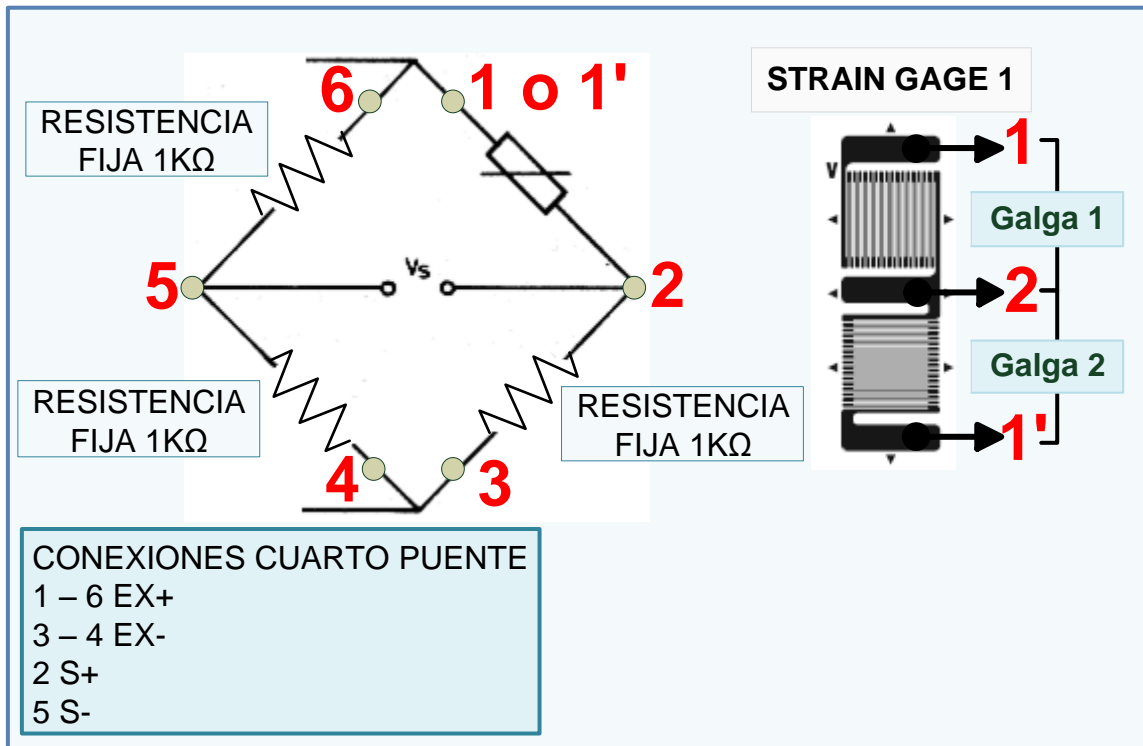 6
1 o 1'
RESISTENCIA
FIJA 1KΩ
5
Vs
2
RESISTENCIA
FIJA 1KΩ
RESISTENCIA
FIJA 1KΩ
4
3
STRAIN GAGE 1
V
1
Galga 1
2
Galga 2
1'
CONEXIONES CUARTO PUENTE
1 – 6 EX+
3 – 4 EX-
2 S+
5 S-